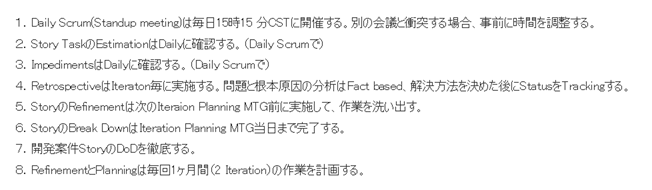 1. Daily Scrum(Standup meeting)は毎日15時15 分CSTに開催する。別の会議と衝突する場合、事前に時間を調整する。
2. Story TaskのEstimationはDailyに確認する。(Daily Scrumで)
3. ImpedimentsはDailyに確認する。(Daily Scrumで)
4. RetrospectiveはIteraton毎に実施する。問題と根本原因の分析はFact based、解決方法を決めた後にStatusをTrackingする。
5. StoryのRefinementは次のIteraion Planning MTG前に実施して、作業を洗い出す。
6. StoryのBreak DownはIteration Planning MTG当日まで完了する。
7. 開発案件StoryのDoDを徹底する。
8. RefinementとPlanningは毎回1ヶ月間(2 Iteration)の作業を計画する。